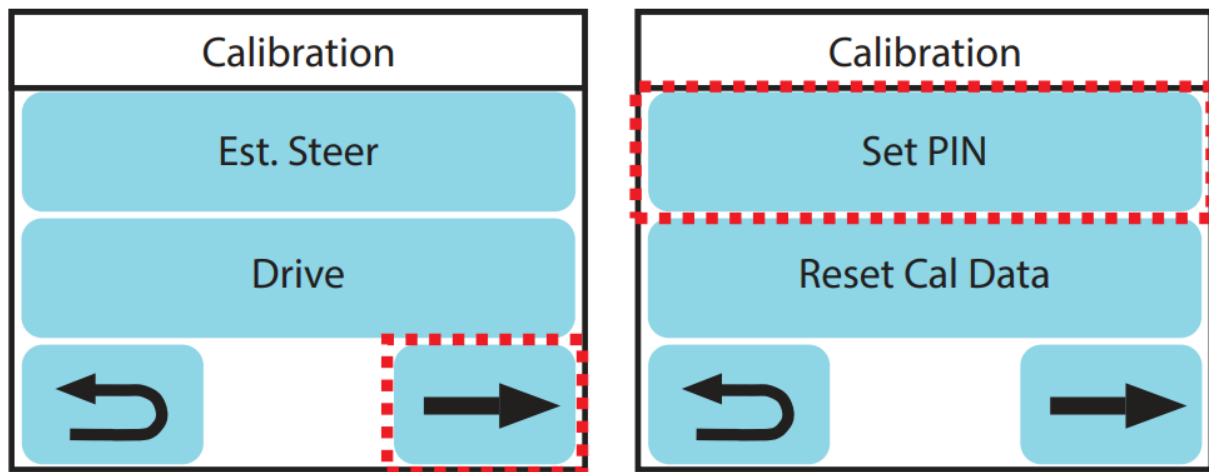 Calibration
Est. Steer
Drive
Calibration
Set PIN
Reset Cal Data